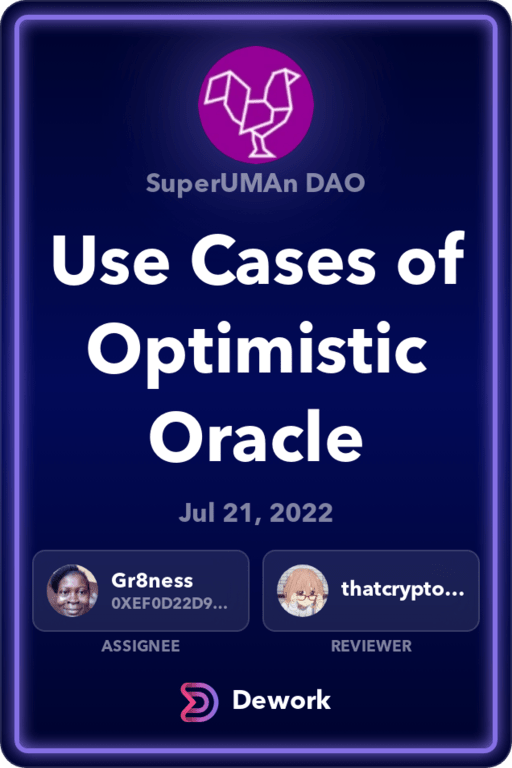 SuperUMAn DAO
Use Cases of
Optimistic
Oracle
Jul 21, 2022
Gr8ness
0XEF0D22D9...
ASSIGNEE
thatcrypto...
REVIEWER
Dework